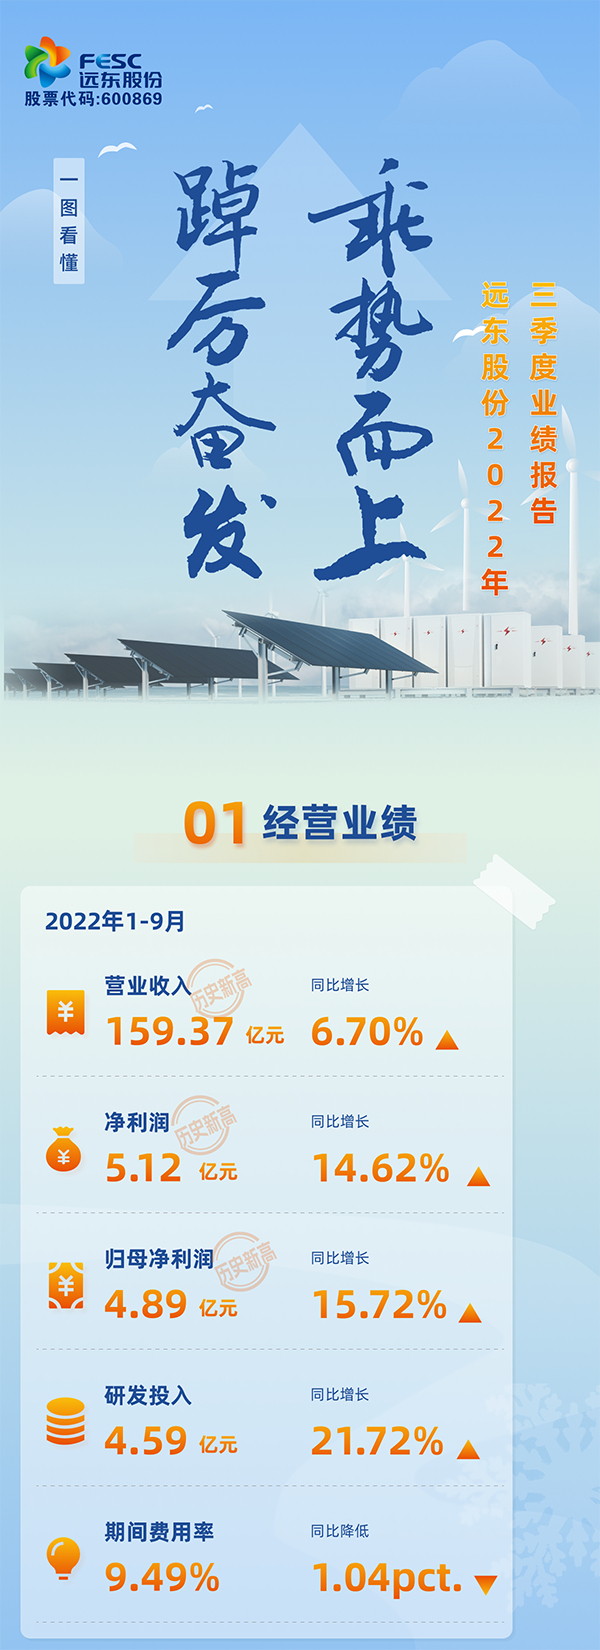 FESC
远东股份
股票代码:600869
一图看懂
乘势而上
踔厉奋发
远东股份2022年
三季度业绩报告
01 经营业绩
2022年1-9月
营业收入
历史新高
同比增长
159.37 亿元
6.70%
净利润
历史新高
同比增长
5.12 亿元
14.62%
归母净利润
历史新高
同比增长
4.89 亿元
15.72%
研发投入
同比增长
4.59 亿元
21.72%
期间费用率
同比降低
9.49%
1.04pct.